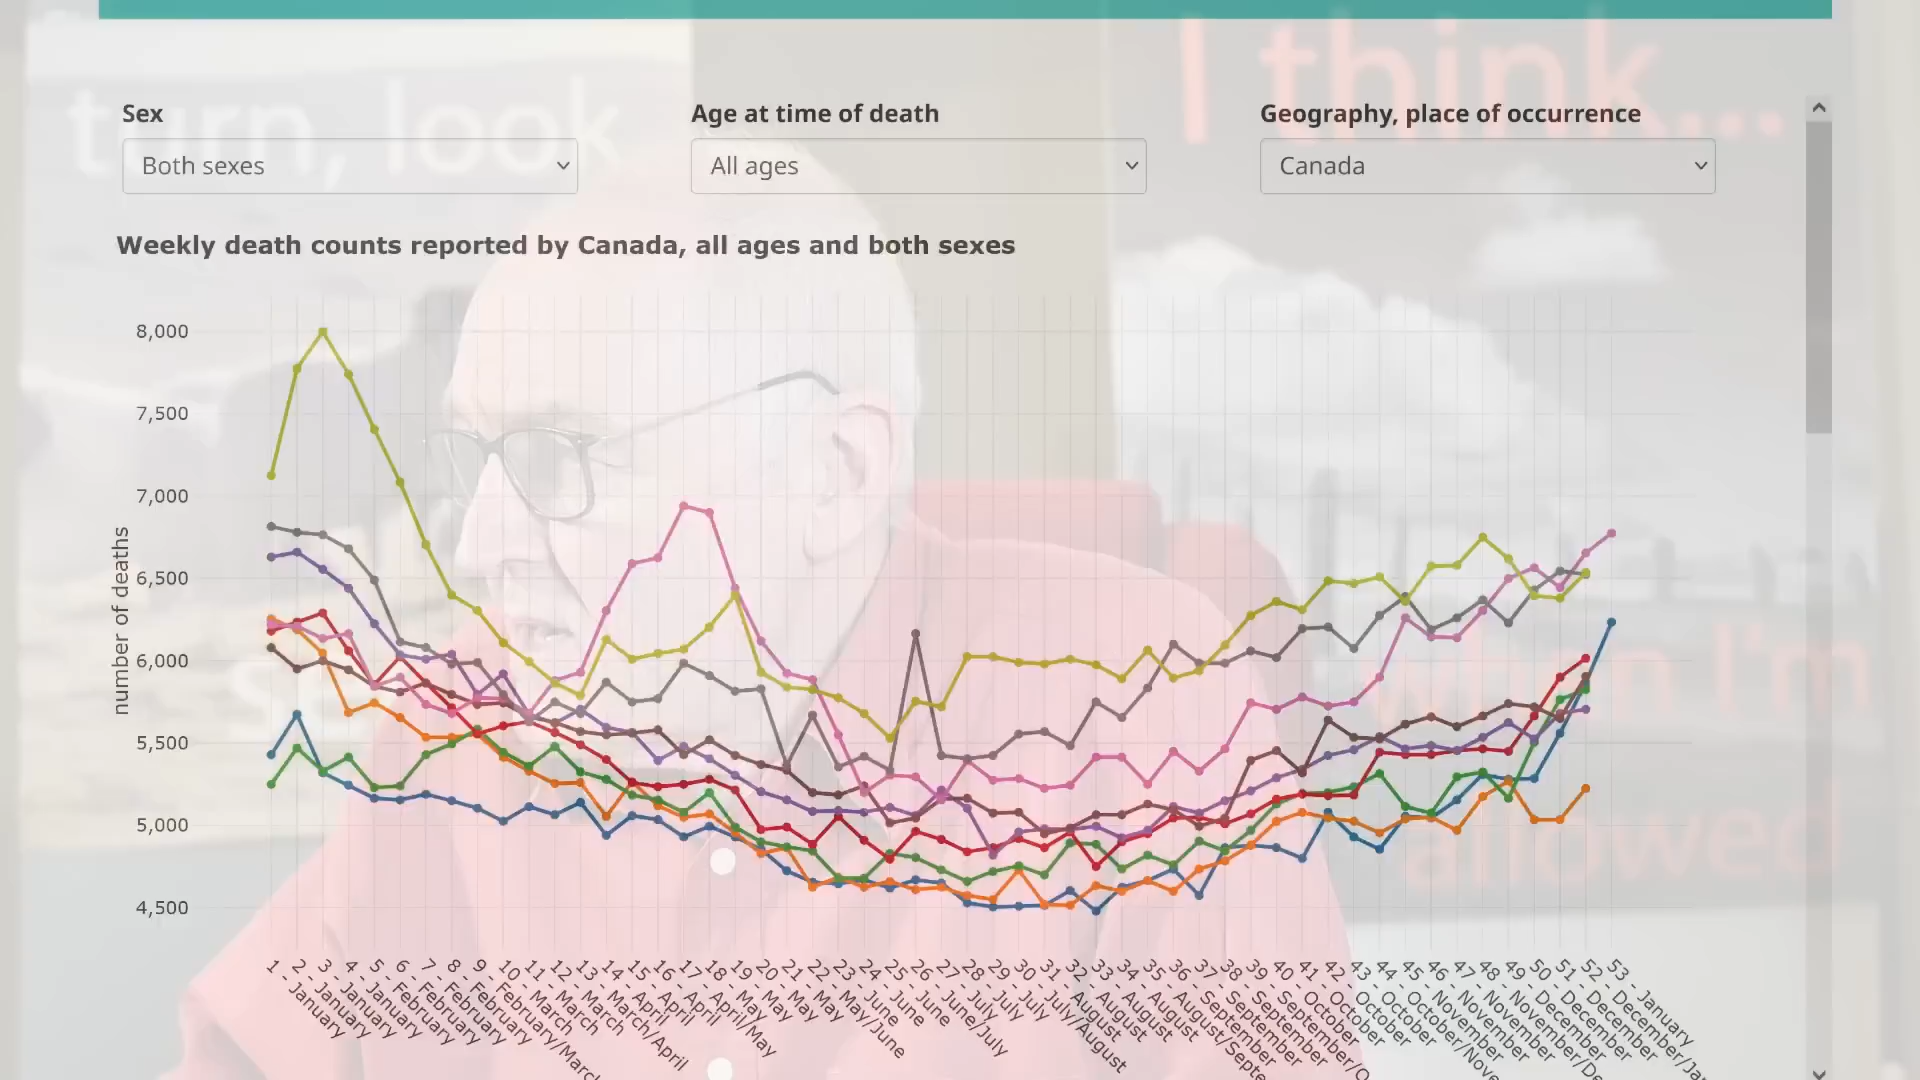 turn, look
I think...
Sex
Age at time of death
Geography, place of occurrence
Both sexes
All ages
Canada
Weekly death counts reported by Canada, all ages and both sexes
number of deaths
8,000
7,500
7,000
6,500
6,000
5,500
5,000
4,500
when I'm
allowed
1 - January
2 - January
3 - January
4 - January
5 - February
6 - February
7 - February
8 - February
9 - February/March
10 - March
11 - March
12 - March
13 - March/April
14 - April
15 - April
16 - April
17 - April/May
18 - May
19 - May
20 - May
21 - May
22 - May/June
23 - June
24 - June
25 - June
26 - June/July
27 - July
28 - July
29 - July
30 - July/August
31 - August
32 - August
33 - August
34 - August
35 - August/Septe
36 - September
37 - September
38 - September
39 - September/O
40 - October
41 - October
42 - October
43 - October
44 - October/Nove
45 - November
46 - November
47 - November
48 - November/De
49 - December
50 - December
51 - December
52 - December/Jan
53 - January